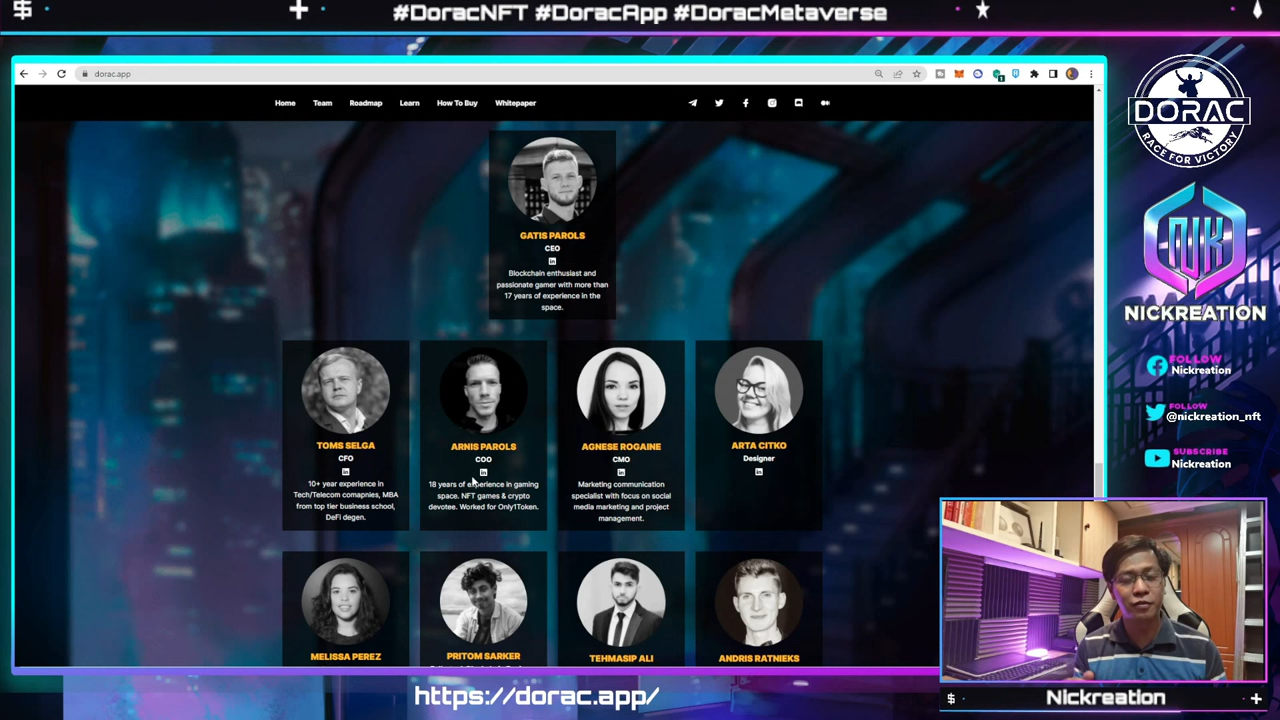 #DoracNFT #DoracApp #DoracMetaverse
dorac.app
Home Team Roadmap Learn How To Buy Whitepaper
GATIS PAROLS
CEO
Blockchain enthusiast and
passionate gamer with more than
17 years of experience in the
space.
TOMS SELGA
CFO
10+ year experience in
Tech/Telecom comapnies, MBA
from top tier business school,
DeFi degen.
ARNIS PAROLS
COO
18 years of experience in gaming
space. NFT games & crypto
devotee. Worked for Only1Token.
AGNESE ROGAINE
CMO
Marketing communication
specialist with focus on social
media marketing and project
management.
ARTA CITKO
Designer
MELISSA PEREZ
PRITOM SARKER
TEHMASIP ALI
ANDRIS RATNIEKS
DORAC
RACE FOR VICTORY
NICKREATION
FOLLOW
Nickreation
FOLLOW
@nickreation_nft
SUBSCRIBE
Nickreation
https://dorac.app/
Nickreation